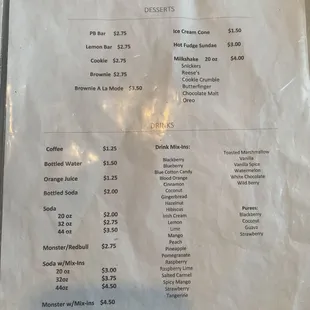 DESSERTS
PB Bar $2.75
Lemon Bar $2.75
Cookie $2.75
Brownie $2.75
Brownie A La Mode $3.50
Ice Cream Cone $1.50
Hot Fudge Sundae $3.00
Milkshake 20 oz $4.00
Snickers
Reese's
Cookie Crumble
Butterfinger
Chocolate Malt
Oreo
DRINKS
Coffee $1.25
Bottled Water $1.50
Orange Juice $1.25
Bottled Soda $2.00
Soda
20 oz $2.00
32 oz $2.75
44 oz $3.50
Monster/Redbull $2.75
Soda w/Mix-ins
20 oz $3.00
32oz $3.75
44oz $4.50
Monster w/Mix-ins $4.50
Drink Mix-ins:
Blackberry
Blueberry
Blue Cotton Candy
Blood Orange
Cinnamon
Coconut
Gingerbread
Hazelnut
Hibiscus
Irish Cream
Lemon
Lime
Mango
Peach
Pineapple
Pomegranate
Raspberry
Raspberry Lime
Salted Carmel
Spicy Mango
Strawberry
Tangerine
Toasted Marshmallow
Vanilla
Vanilla Spice
Watermelon
White Chocolate
Wild Berry
Purees:
Blackberry
Coconut
Guava
Strawberry